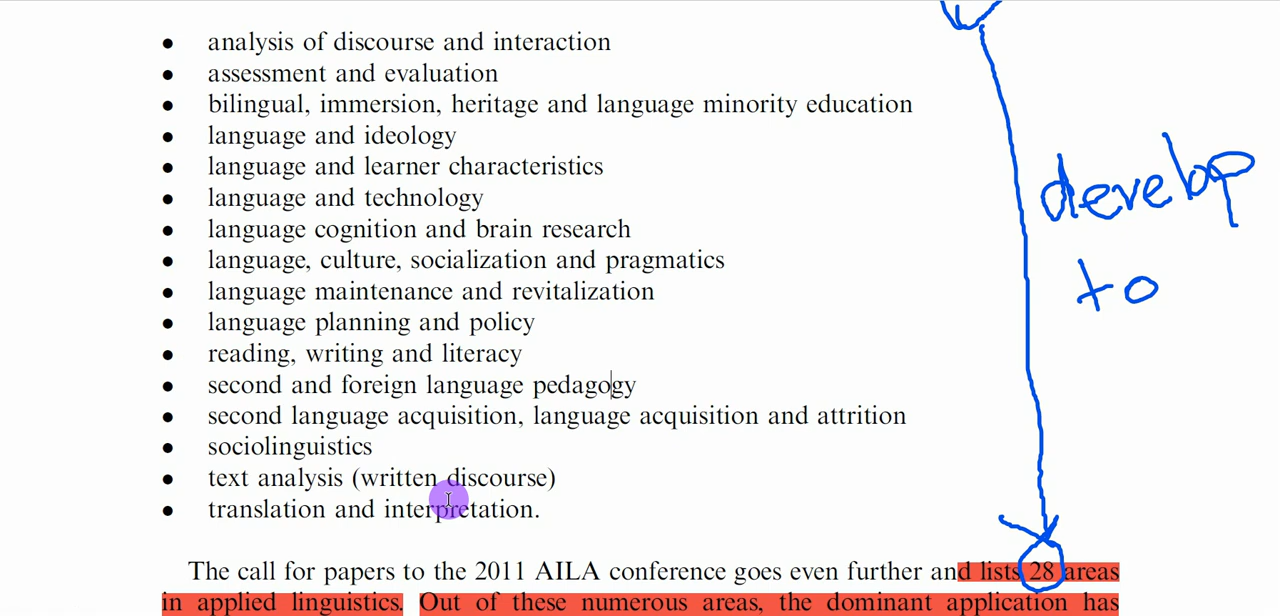 • analysis of discourse and interaction
• assessment and evaluation
• bilingual, immersion, heritage and language minority education
• language and ideology
• language and learner characteristics
• language and technology
• language cognition and brain research
• language, culture, socialization and pragmatics
• language maintenance and revitalization
• language planning and policy
• reading, writing and literacy
• second and foreign language pedagogy
• second language acquisition, language acquisition and attrition
• sociolinguistics
• text analysis (written discourse)
• translation and interpretation.
The call for papers to the 2011 AILA conference goes even further and lists 28 areas
in applied linguistics. Out of these numerous areas, the dominant application has
develop
to